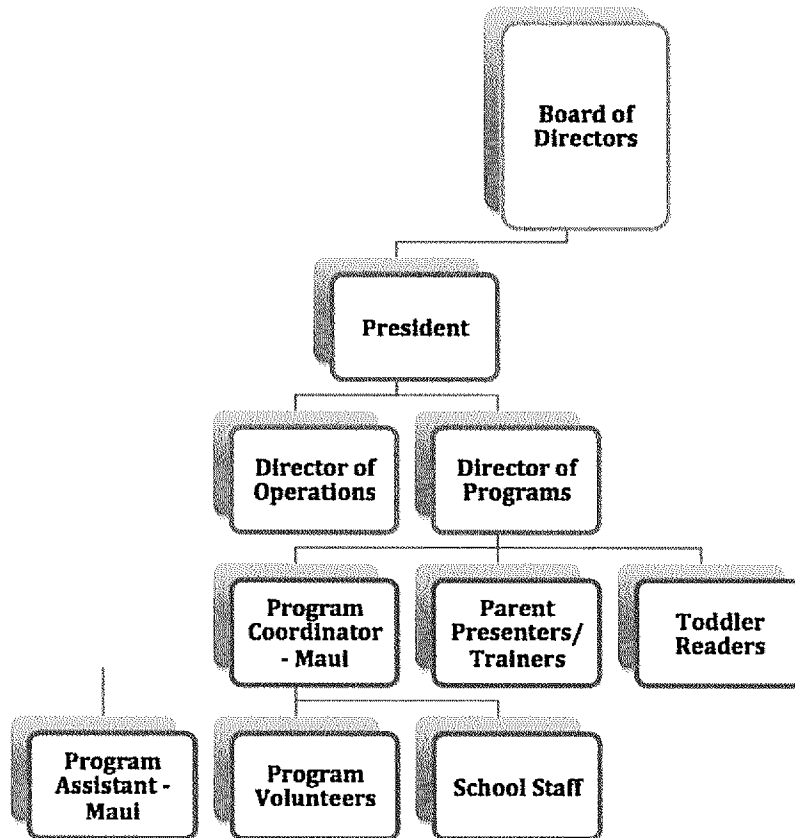 Board of
Directors
President
Director of
Operations
Director of
Programs
Program
Coordinator
- Maui
Parent
Presenters/
Trainers
Toddler
Readers
Program
Assistant -
Maui
Program
Volunteers
School Staff